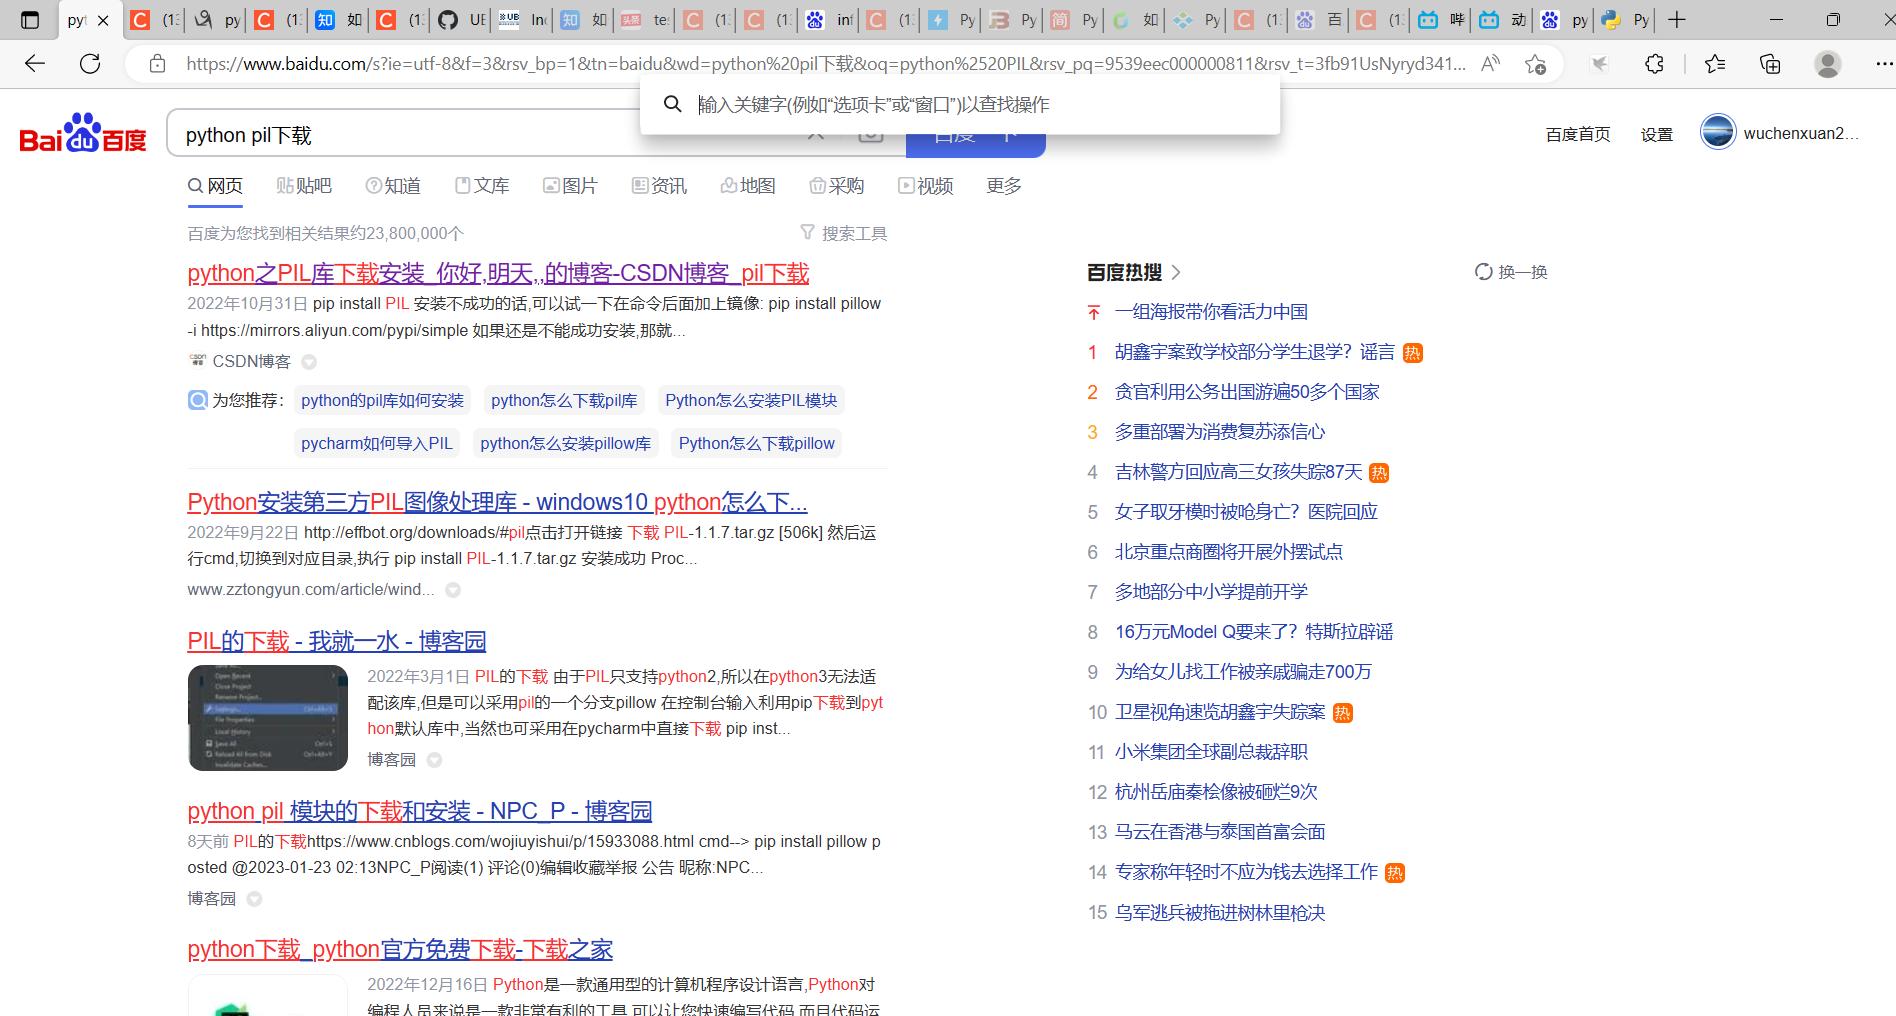 pyt
(1:
py
(1:
如
(1:
UE
Inc
如
te:
(1:
(1:
inf
(1:
Py
Py
Py
如
Py
(1:
百
(1:
哔
动
py
Py
https://www.baidu.com/s?ie=utf-8&f=3&rsv_bp=1&tn=baidu&wd=python%20pil下载&oq=python%2520PIL&rsv_pq=9539eec000000811&rsv_t=3fb91UsNyryd341...
输入关键字(例如“选项卡”或“窗口”)以查找操作
Bai du 百度
python pil下载
百度一下
百度首页 设置 wuchenxuan2...
网页 贴吧 知道 文库 图片 资讯 地图 采购 视频 更多
百度为您找到相关结果约23,800,000个 搜索工具
python之PIL库下载安装_你好,明天,,的博客-CSDN博客_pil下载
2022年10月31日 pip install PIL 安装不成功的话,可以试一下在命令后面加上镜像: pip install pillow
-i https://mirrors.aliyun.com/pypi/simple 如果还是不能成功安装,那就...
CSDN博客
为您推荐: python的pil库如何安装 python怎么下载pil库 Python怎么安装PIL模块
pycharm如何导入PIL python怎么安装pillow库 Python怎么下载pillow
Python安装第三方PIL图像处理库 - windows10 python怎么下...
2022年9月22日 http://effbot.org/downloads/#pil点击打开链接 下载 PIL-1.1.7.tar.gz [506k] 然后运
行cmd,切换到对应目录,执行 pip install PIL-1.1.7.tar.gz 安装成功 Proc...
www.zztongyun.com/article/wind...
PIL的下载 - 我就一水 - 博客园
Open Recent
Close Project
Rename Project...
Settings... Ctrl+Alt+S
File Properties
Local History
Save All Ctrl+S
Reload All from Disk Ctrl+Alt+Y
Invalidate Caches...
2022年3月1日 PIL的下载 由于PIL只支持python2,所以在python3无法适
配该库,但是可以采用pil的一个分支pillow 在控制台输入利用pip下载到pyt
hon默认库中,当然也可采用在pycharm中直接下载 pip inst...
博客园
python pil 模块的下载和安装 - NPC_P - 博客园
8天前 PIL的下载https://www.cnblogs.com/wojiuyishui/p/15933088.html cmd--> pip install pillow p
osted @2023-01-23 02:13NPC_P阅读(1) 评论(0)编辑收藏举报 公告 昵称:NPC...
博客园
python下载_python官方免费下载-下载之家
2022年12月16日 Python是一款通用型的计算机程序设计语言,Python对
编程人员来说是一款非常有利的工具,可以让您快速编写代码,而且代码运
百度热搜 换一换
一组海报带你看活力中国
1 胡鑫宇案致学校部分学生退学？谣言 热
2 贪官利用公务出国游遍50多个国家
3 多重部署为消费复苏添信心
4 吉林警方回应高三女孩失踪87天 热
5 女子取牙模时被呛身亡？医院回应
6 北京重点商圈将开展外摆试点
7 多地部分中小学提前开学
8 16万元Model Q要来了？特斯拉辟谣
9 为给女儿找工作被亲戚骗走700万
10 卫星视角速览胡鑫宇失踪案 热
11 小米集团全球副总裁辞职
12 杭州岳庙秦桧像被砸烂9次
13 马云在香港与泰国首富会面
14 专家称年轻时不应为钱去选择工作 热
15 乌军逃兵被拖进树林里枪决